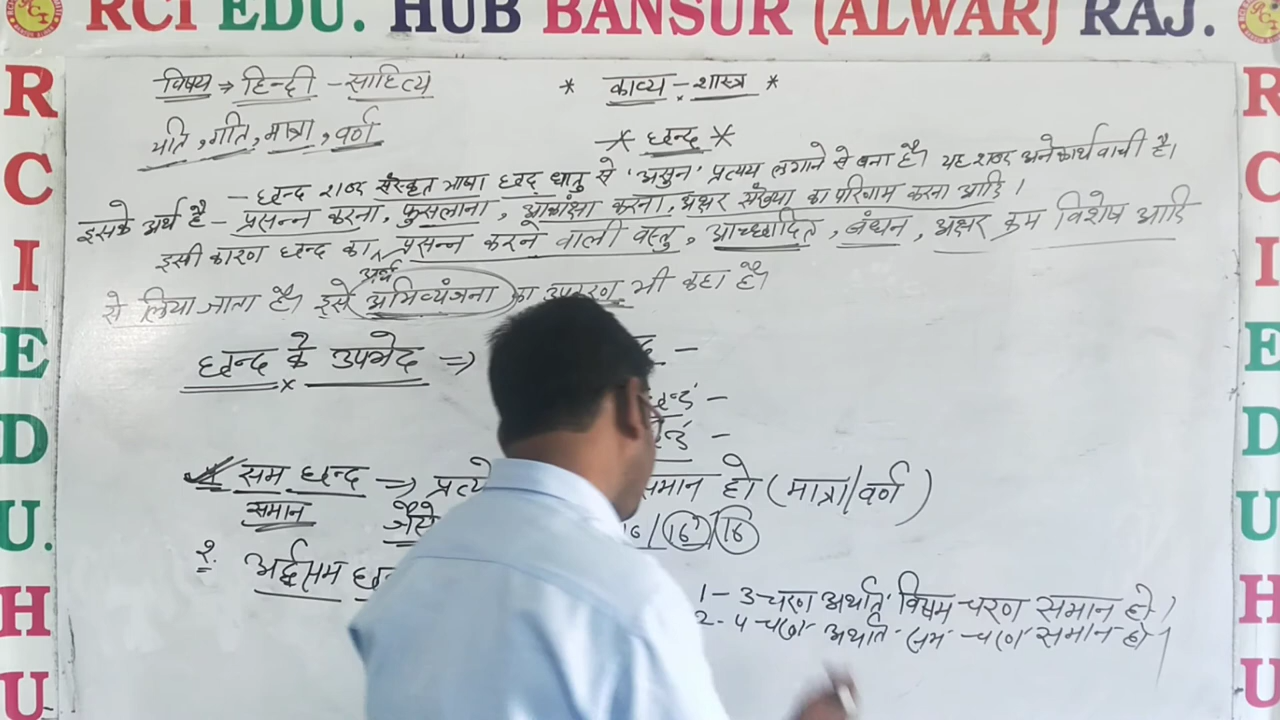 RCI EDU. HUB BANSUR (ALWAR) RAJ.
R
C
I
E
D
U.
H
U
R
C
I
E
D
U
H
U
विषय → हिन्दी - साहित्य
* काव्य - शास्त्र *
यति, गति, मात्रा, वर्ण
* छन्द *
- छन्द शब्द संस्कृत भाषा छद् धातु से 'असुन' प्रत्यय लगाने से बना है। यह शब्द अनेकार्थवाची है।
इसके अर्थ है - प्रसन्न करना, फुसलाना, आकांक्षा करना, अक्षर संख्या का परिणाम करना आदि।
इसी कारण छन्द का अर्थ प्रसन्न करने वाली वस्तु, आच्छादित, बंधन, अक्षर क्रम विशेष आदि
से लिया जाता है। इसे अभिव्यंजना का उपकरण भी कहा है।
छन्द के उपभेद ⇒
सम छन्द ⇒ समान हो (मात्रा/वर्ण)
समान जैसे 16/ 16 / 16
२. अर्द्धसम
1-3 चरण अर्थात् विषम चरण समान हो।
2-4 चरण अर्थात सम चरण समान हो।